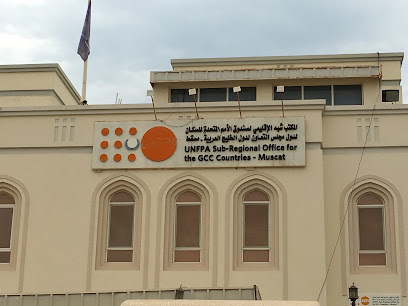 المكتب شبه الإقليمي لصندوق الأمم المتحدة للسكان
لدول مجلس التعاون لدول الخليج العربية - مسقط
UNFPA Sub-Regional Office for
the GCC Countries - Muscat